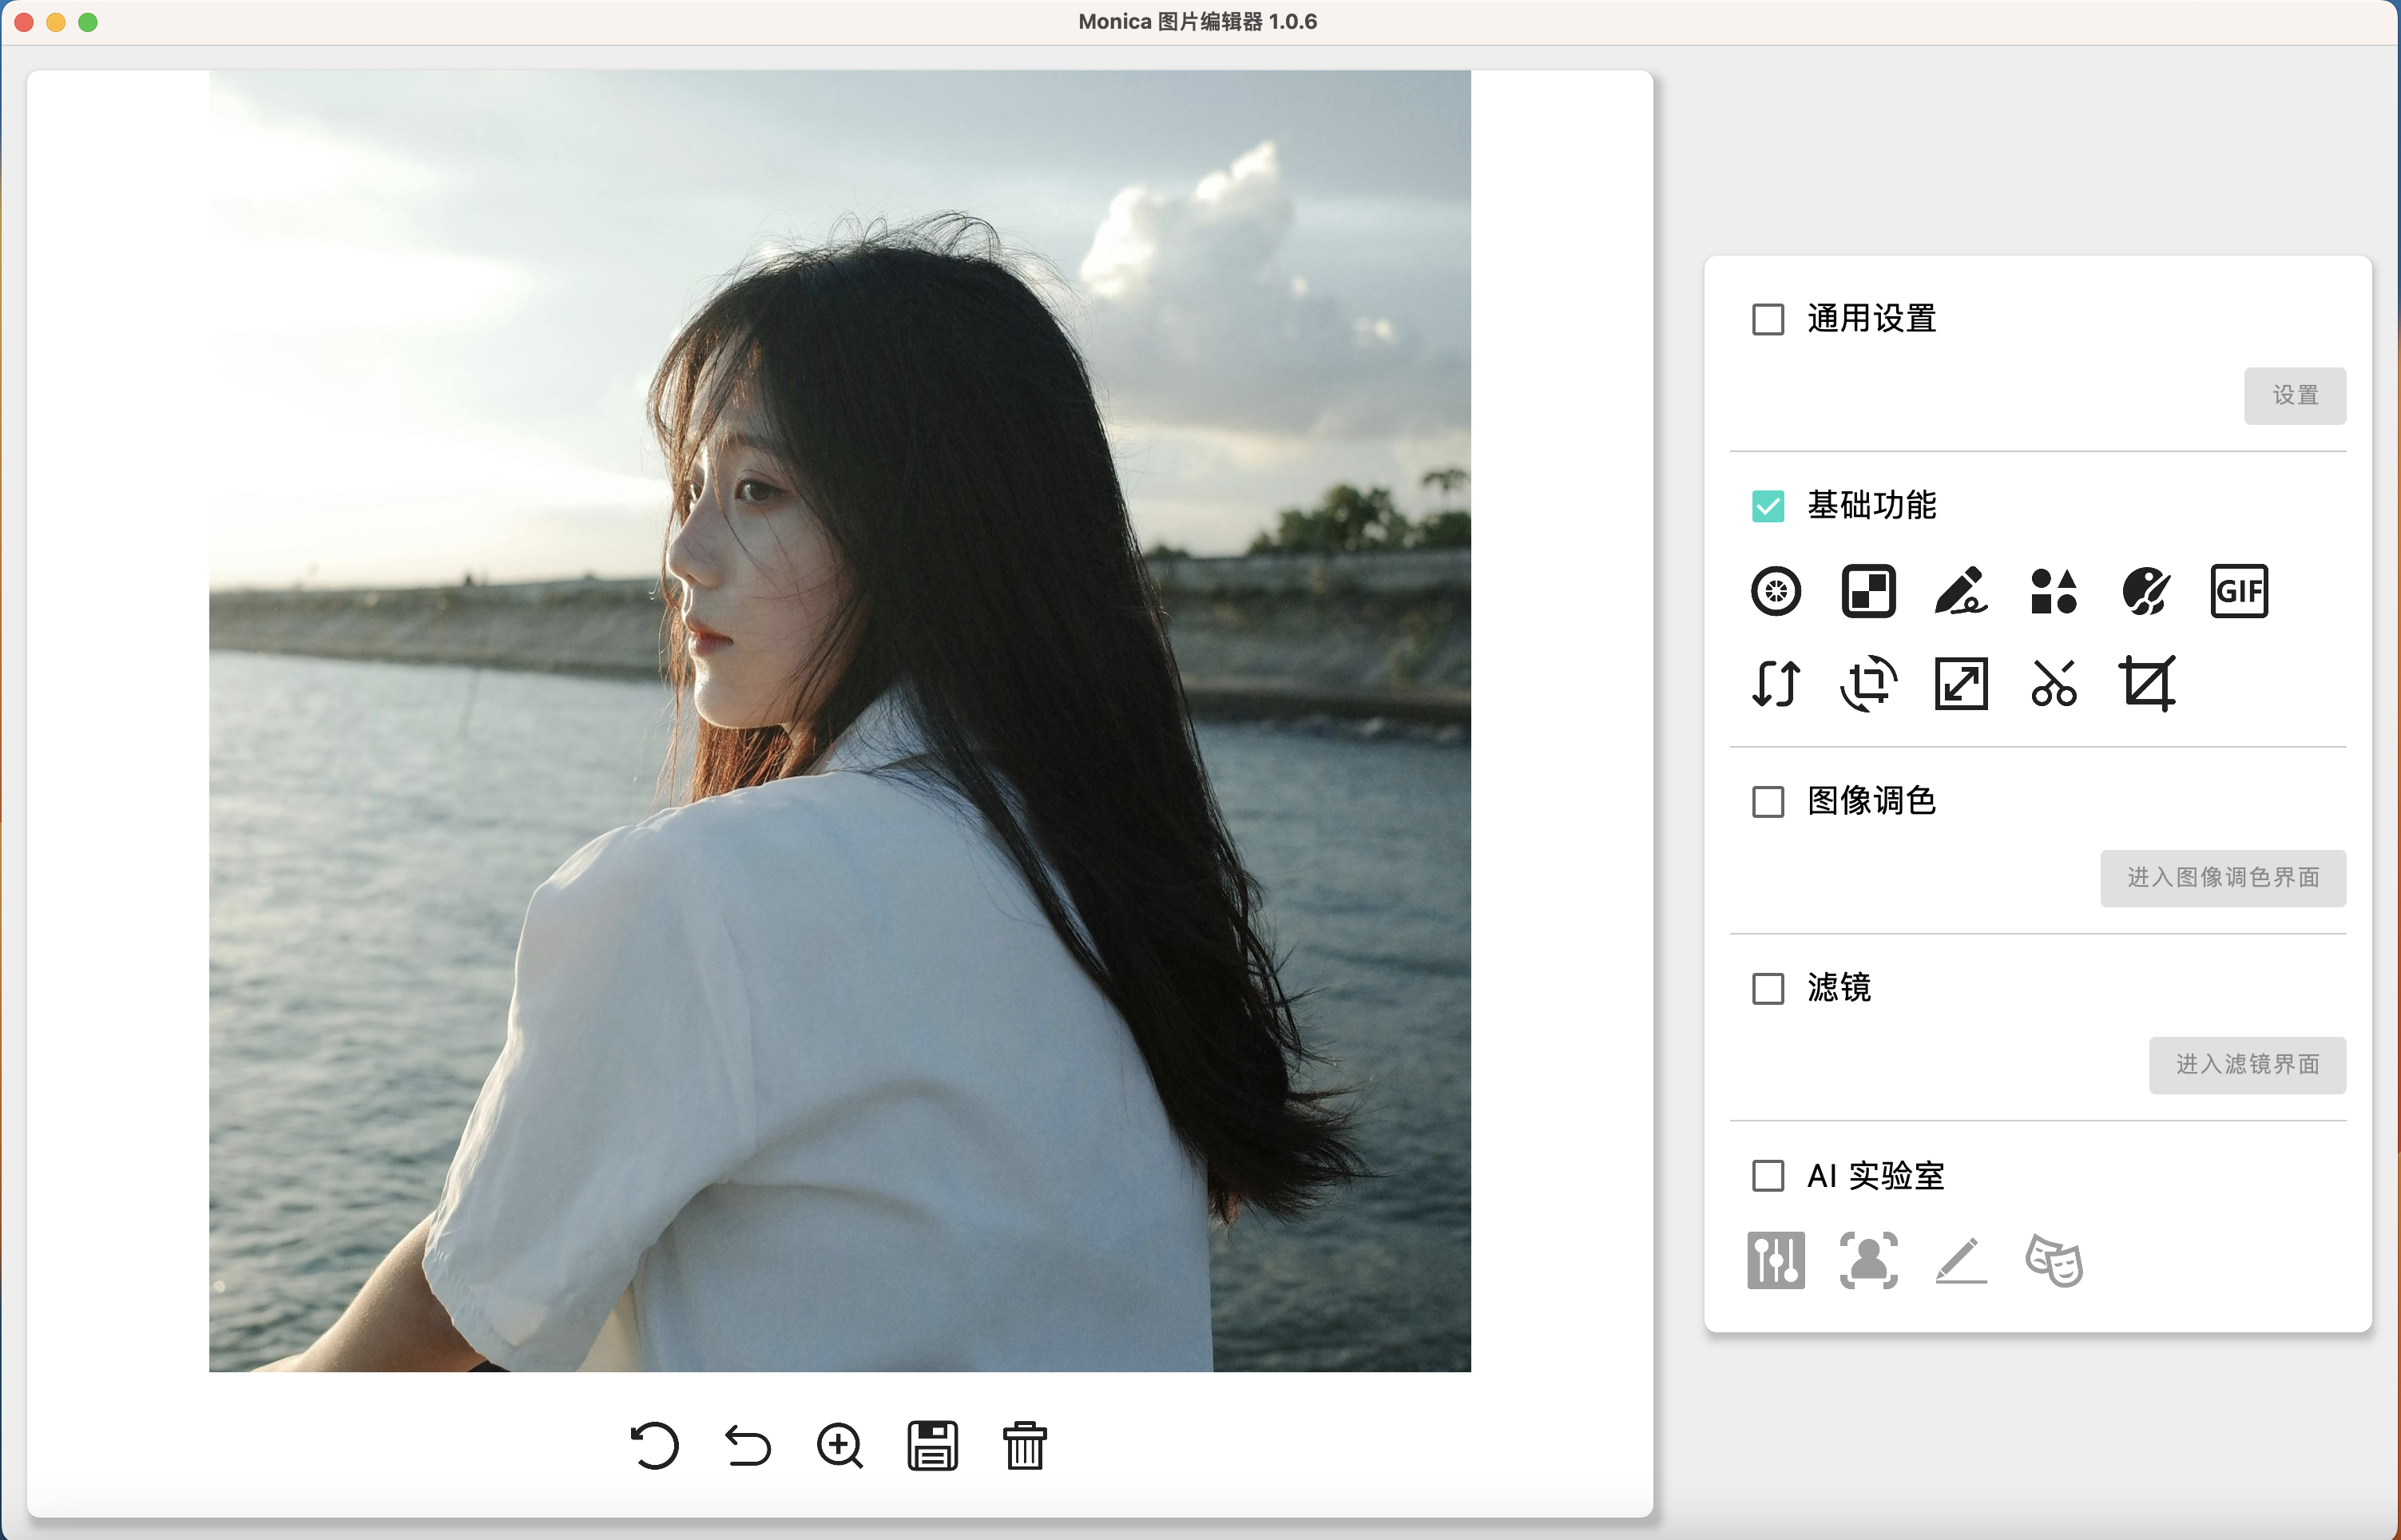 Monica 图片编辑器 1.0.6
通用设置
设置
基础功能
GIF
图像调色
进入图像调色界面
滤镜
进入滤镜界面
AI 实验室